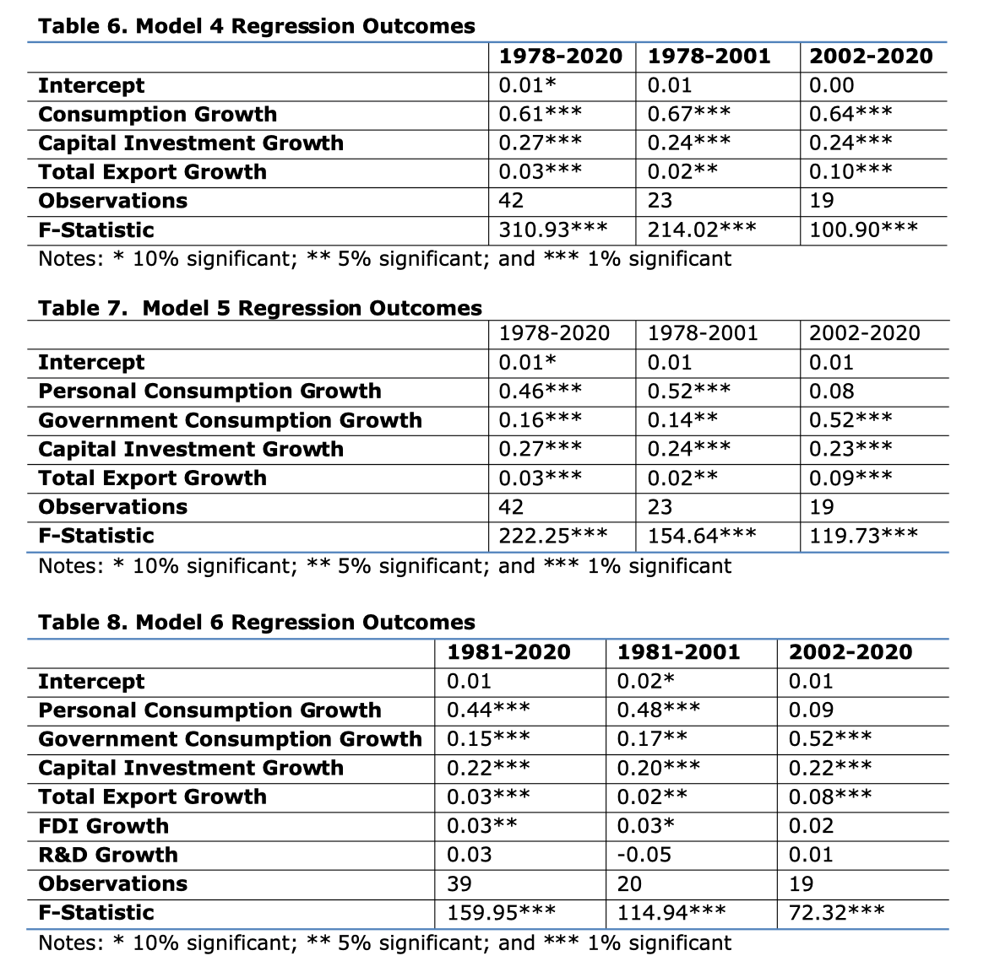 Table 6. Model 4 Regression Outcomes
1978-2020 1978-2001 2002-2020
Intercept 0.01* 0.01 0.00
Consumption Growth 0.61*** 0.67*** 0.64***
Capital Investment Growth 0.27*** 0.24*** 0.24***
Total Export Growth 0.03*** 0.02** 0.10***
Observations 42 23 19
F-Statistic 310.93*** 214.02*** 100.90***
Notes: * 10% significant; ** 5% significant; and *** 1% significant
Table 7. Model 5 Regression Outcomes
1978-2020 1978-2001 2002-2020
Intercept 0.01* 0.01 0.01
Personal Consumption Growth 0.46*** 0.52*** 0.08
Government Consumption Growth 0.16*** 0.14** 0.52***
Capital Investment Growth 0.27*** 0.24*** 0.23***
Total Export Growth 0.03*** 0.02** 0.09***
Observations 42 23 19
F-Statistic 222.25*** 154.64*** 119.73***
Notes: * 10% significant; ** 5% significant; and *** 1% significant
Table 8. Model 6 Regression Outcomes
1981-2020 1981-2001 2002-2020
Intercept 0.01 0.02* 0.01
Personal Consumption Growth 0.44*** 0.48*** 0.09
Government Consumption Growth 0.15*** 0.17** 0.52***
Capital Investment Growth 0.22*** 0.20*** 0.22***
Total Export Growth 0.03*** 0.02** 0.08***
FDI Growth 0.03** 0.03* 0.02
R&D Growth 0.03 -0.05 0.01
Observations 39 20 19
F-Statistic 159.95*** 114.94*** 72.32***
Notes: * 10% significant; ** 5% significant; and *** 1% significant